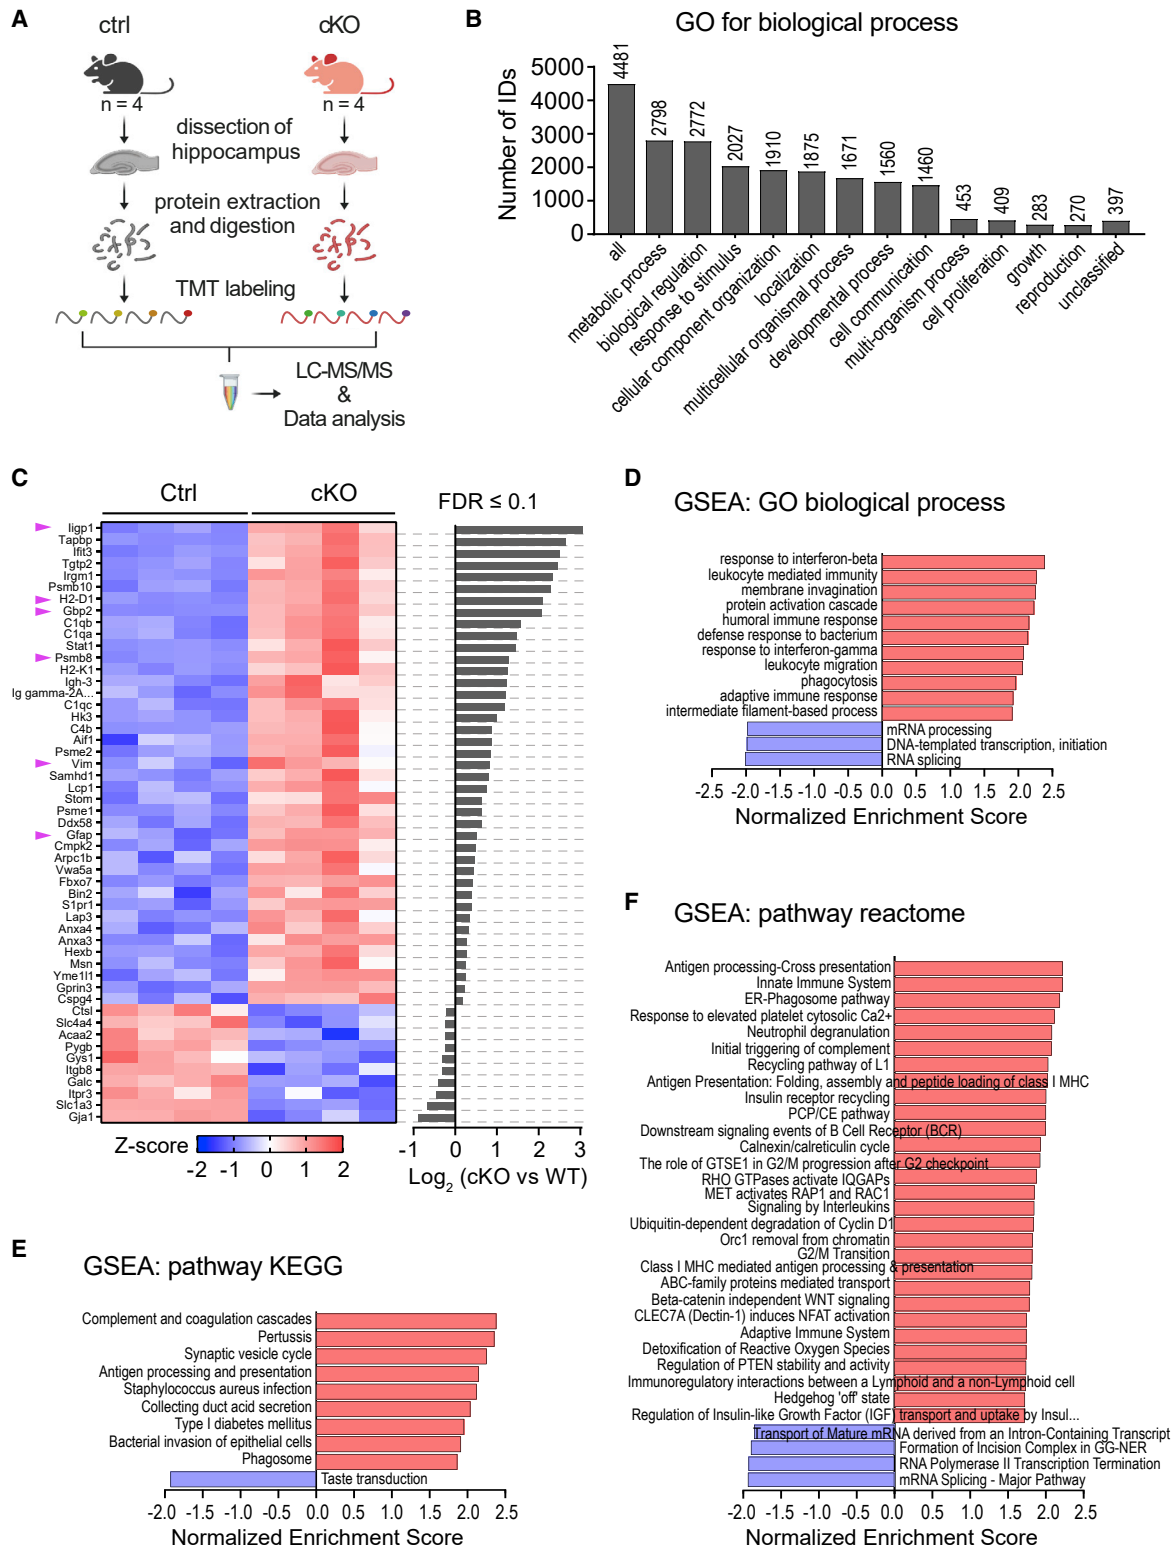 A
ctrl
cKO
n = 4
n = 4
dissection of
hippocampus
protein extraction
and digestion
TMT labeling
LC-MS/MS
&
Data analysis
B
GO for biological process
Number of IDs
5000
4000
3000
2000
1000
0
4481
2798
2772
2027
1910
1875
1671
1560
1460
453
409
283
270
397
all
metabolic process
biological regulation
response to stimulus
cellular component organization
localization
multicellular organismal process
developmental process
cell communication
multi-organism process
cell proliferation
growth
reproduction
unclassified
C
Ctrl
cKO
FDR ≤ 0.1
Iigp1
Tapbp
Ifit3
Tgtp2
Irgm1
Psmb10
H2-D1
Gbp2
C1qb
C1qa
Stat1
Psmb8
H2-K1
Igh-3
Ig gamma-2A...
C1qc
Hk3
C4b
Aif1
Psme2
Vim
Samhd1
Lcp1
Stom
Psme1
Ddx58
Gfap
Cmpk2
Arpc1b
Vwa5a
Fbxo7
Bin2
S1pr1
Lap3
Anxa4
Anxa3
Hexb
Msn
Yme1l1
Gprin3
Cspg4
Ctsl
Slc4a4
Acaa2
Pygb
Gys1
Itgb8
Galc
Itpr3
Slc1a3
Gja1
Z-score
-2 -1 0 1 2
-1 0 1 2 3
Log2 (cKO vs WT)
D
GSEA: GO biological process
response to interferon-beta
leukocyte mediated immunity
membrane invagination
protein activation cascade
humoral immune response
defense response to bacterium
response to interferon-gamma
leukocyte migration
phagocytosis
adaptive immune response
intermediate filament-based process
mRNA processing
DNA-templated transcription, initiation
RNA splicing
-2.5 -2.0 -1.5 -1.0 -0.5 0.0 0.5 1.0 1.5 2.0 2.5
Normalized Enrichment Score
E
GSEA: pathway KEGG
Complement and coagulation cascades
Pertussis
Synaptic vesicle cycle
Antigen processing and presentation
Staphylococcus aureus infection
Collecting duct acid secretion
Type I diabetes mellitus
Bacterial invasion of epithelial cells
Phagosome
Taste transduction
-2.0 -1.5 -1.0 -0.5 0.0 0.5 1.0 1.5 2.0 2.5
Normalized Enrichment Score
F
GSEA: pathway reactome
Antigen processing-Cross presentation
Innate Immune System
ER-Phagosome pathway
Response to elevated platelet cytosolic Ca2+
Neutrophil degranulation
Initial triggering of complement
Recycling pathway of L1
Antigen Presentation: Folding, assembly and peptide loading of class I MHC
Insulin receptor recycling
PCP/CE pathway
Downstream signaling events of B Cell Receptor (BCR)
Calnexin/calreticulin cycle
The role of GTSE1 in G2/M progression after G2 checkpoint
RHO GTPases activate IQGAPs
MET activates RAP1 and RAC1
Signaling by Interleukins
Ubiquitin-dependent degradation of Cyclin D1
Orc1 removal from chromatin
G2/M Transition
Class I MHC mediated antigen processing & presentation
ABC-family proteins mediated transport
Beta-catenin independent WNT signaling
CLEC7A (Dectin-1) induces NFAT activation
Adaptive Immune System
Detoxification of Reactive Oxygen Species
Regulation of PTEN stability and activity
Immunoregulatory interactions between a Lymphoid and a non-Lymphoid cell
Hedgehog 'off' state
Regulation of Insulin-like Growth Factor (IGF) transport and uptake by Insul...
Transport of Mature mRNA derived from an Intron-Containing Transcript
Formation of Incision Complex in GG-NER
RNA Polymerase II Transcription Termination
mRNA Splicing - Major Pathway
-2.0 -1.5 -1.0 -0.5 0.0 0.5 1.0 1.5 2.0 2.5
Normalized Enrichment Score